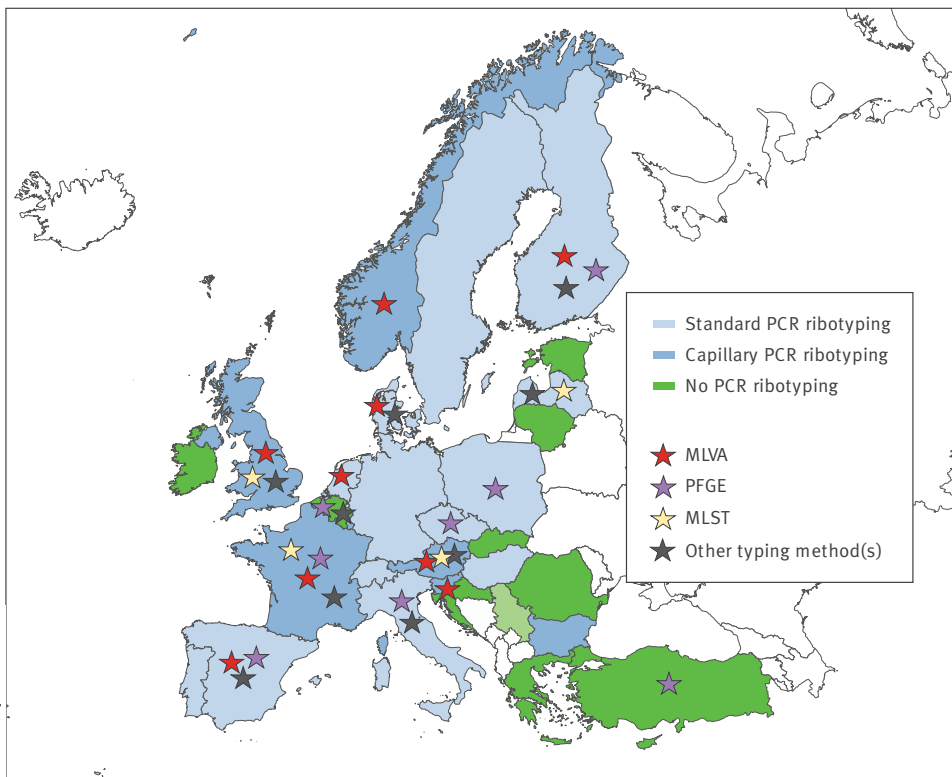 Standard PCR ribotyping
Capillary PCR ribotyping
No PCR ribotyping
MLVA
PFGE
MLST
Other typing method(s)